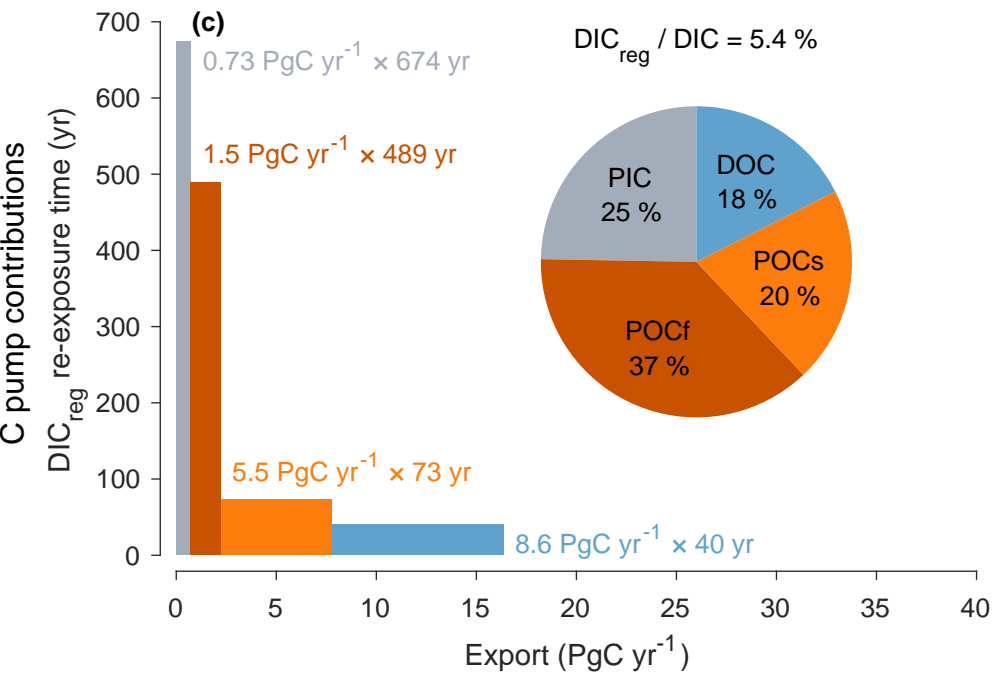 (c)
DIC_reg / DIC = 5.4 %
0.73 PgC yr^-1 × 674 yr
1.5 PgC yr^-1 × 489 yr
5.5 PgC yr^-1 × 73 yr
8.6 PgC yr^-1 × 40 yr
PIC
25 %
DOC
18 %
POCs
20 %
POCf
37 %
C pump contributions
DIC_reg re-exposure time (yr)
700
600
500
400
300
200
100
0
0
5
10
15
20
26
30
35
40
Export (PgC yr^-1)